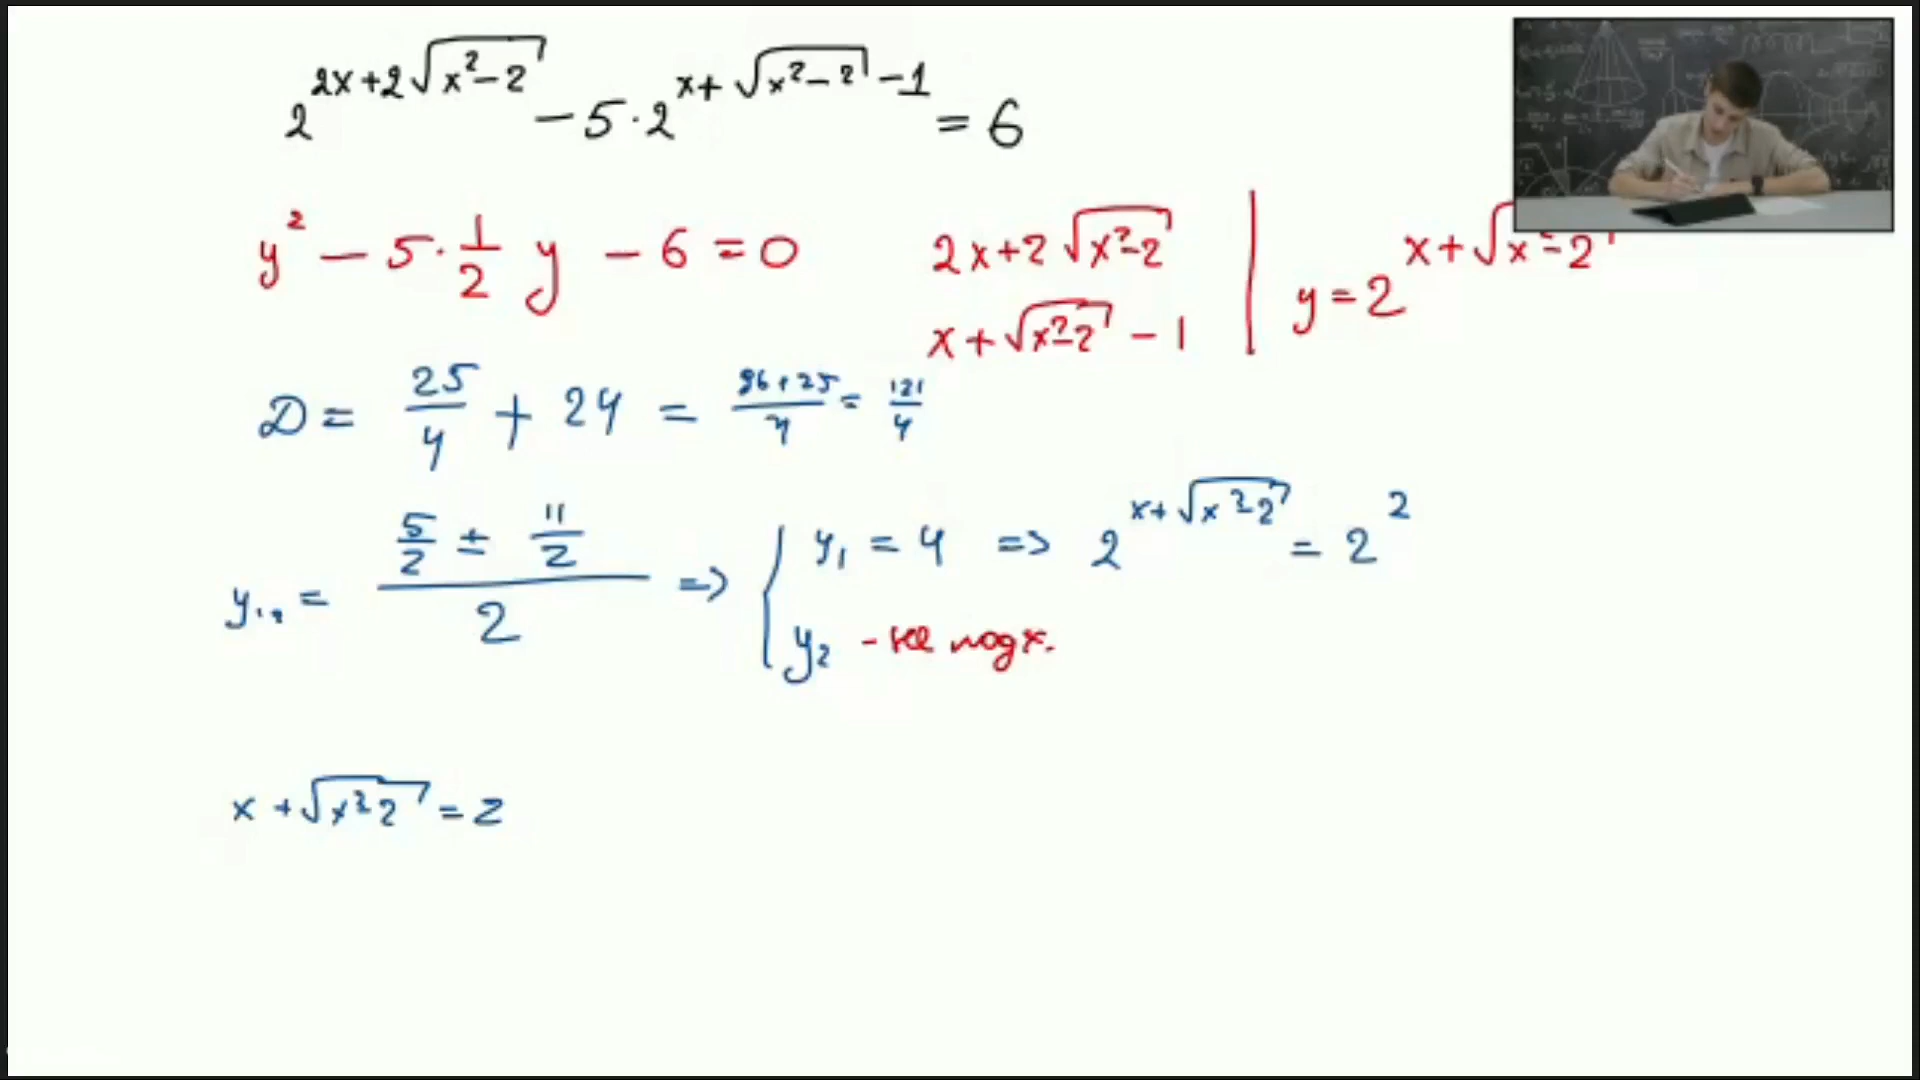 2^{2x+2√(x²-2)} - 5·2^{x+√(x²-2) -1} = 6
y² - 5·1/2 y - 6 = 0
2x+2√(x²-2)
x+√(x²-2) - 1
y = 2^{x+√(x²-2)}
D = 25/4 + 24 = (96+25)/4 = 121/4
y₁,₂ = (5/2 ± 11/2)/2 => { y₁ = 4 => 2^{x+√(x²-2)} = 2²
y₂ - не подх.
x + √(x²-2) = 2